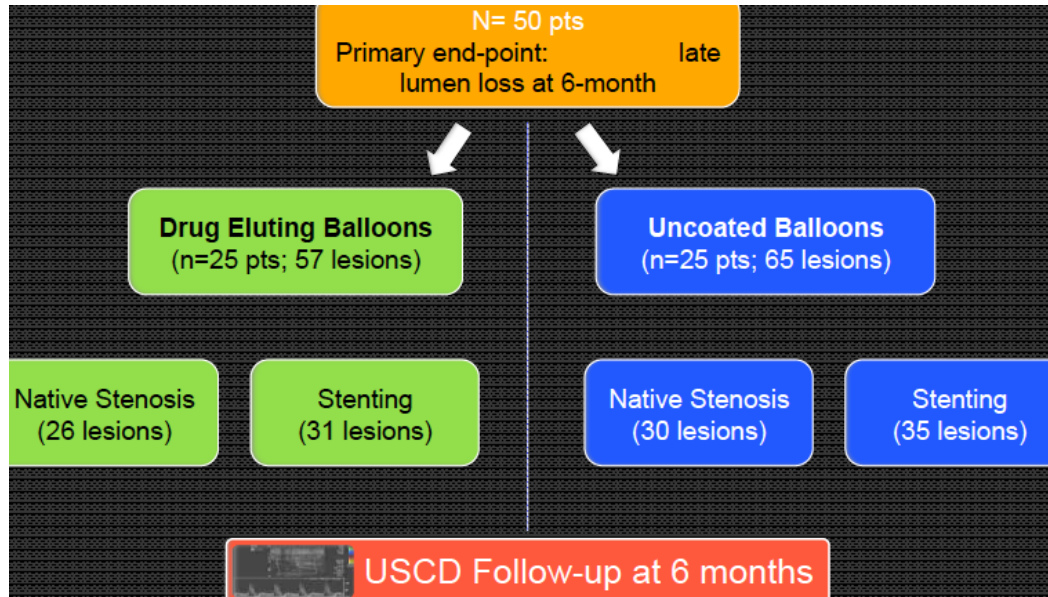 N= 50 pts
Primary end-point: late
lumen loss at 6-month
Drug Eluting Balloons
(n=25 pts; 57 lesions)
Uncoated Balloons
(n=25 pts; 65 lesions)
Native Stenosis
(26 lesions)
Stenting
(31 lesions)
Native Stenosis
(30 lesions)
Stenting
(35 lesions)
USCD Follow-up at 6 months